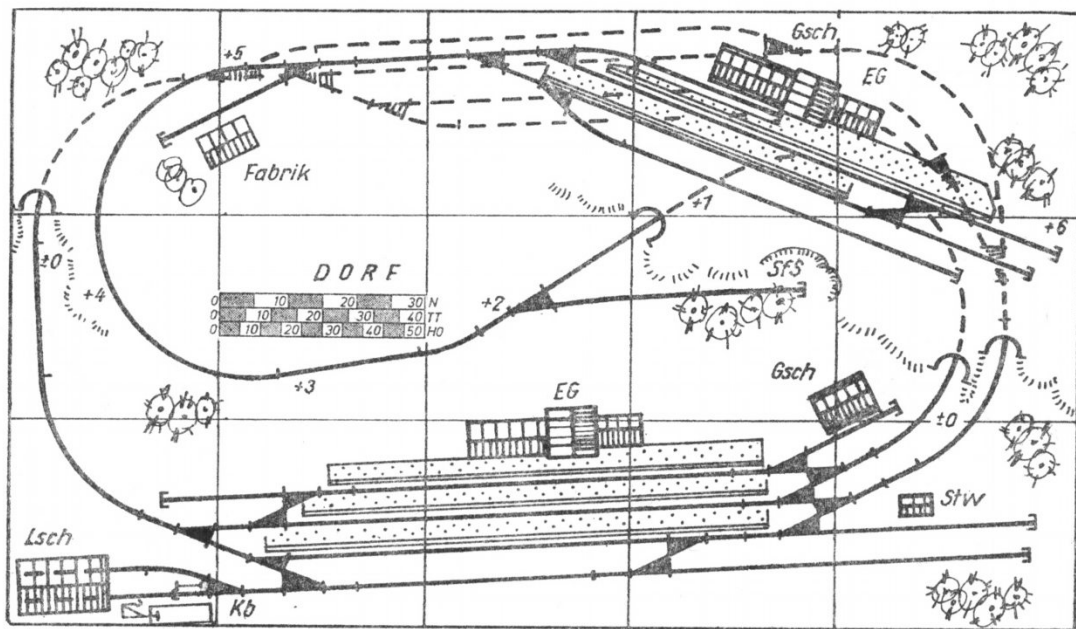 Gsch
+5
EG
Fabrik
+1
+6
±0
DORF
SfS
+4
0 10 20 30 N
0 10 20 30 40 TT
0 10 20 30 40 50 H0
+2
+3
EG
Gsch
±0
Stw
Lsch
Kb